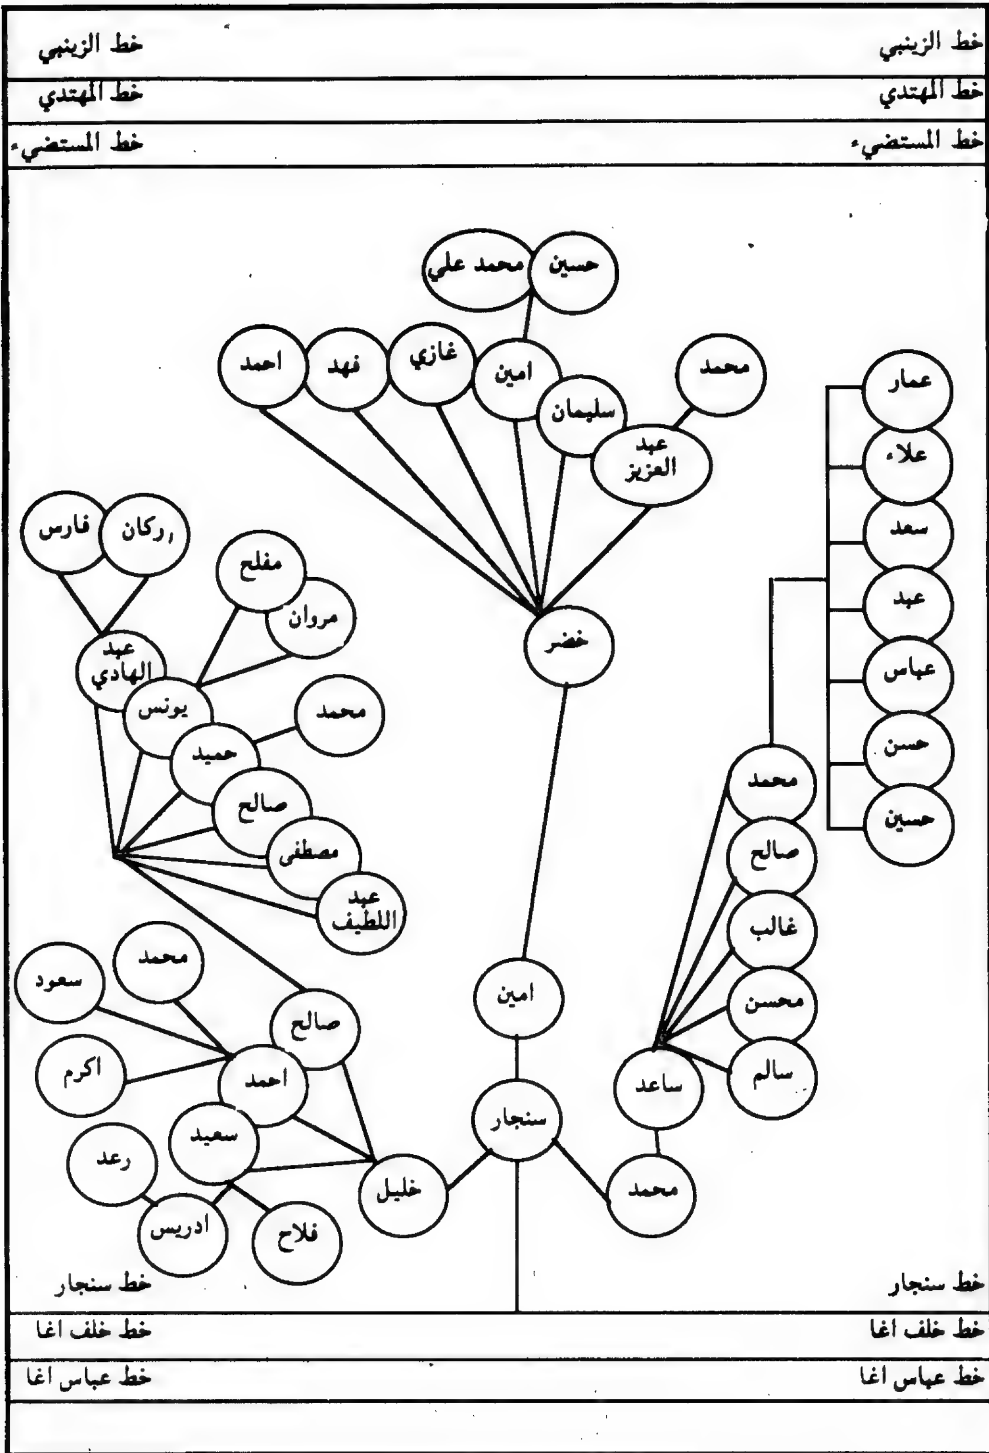 خط الزينبي
خط الزينبي
خط المهتدي
خط المهتدي
خط المستضيء
خط المستضيء
حسين
محمد علي
محمد
عبد
العزيز
سليمان
امين
غازي
فهد
احمد
عمار
علاء
سعد
عبد
عباس
حسن
حسين
خضر
ركان
فارس
مفلح
مروان
عبد
الهادي
يونس
محمد
حميد
صالح
مصطفى
عبد
اللطيف
محمد
صالح
غالب
محسن
سالم
ساعد
امين
محمد
سعود
صالح
اكرم
احمد
سنجار
سعيد
رعد
محمد
خليل
ادريس
فلاح
خط سنجار
خط سنجار
خط خلف اغا
خط خلف اغا
خط عباس اغا
خط عباس اغا